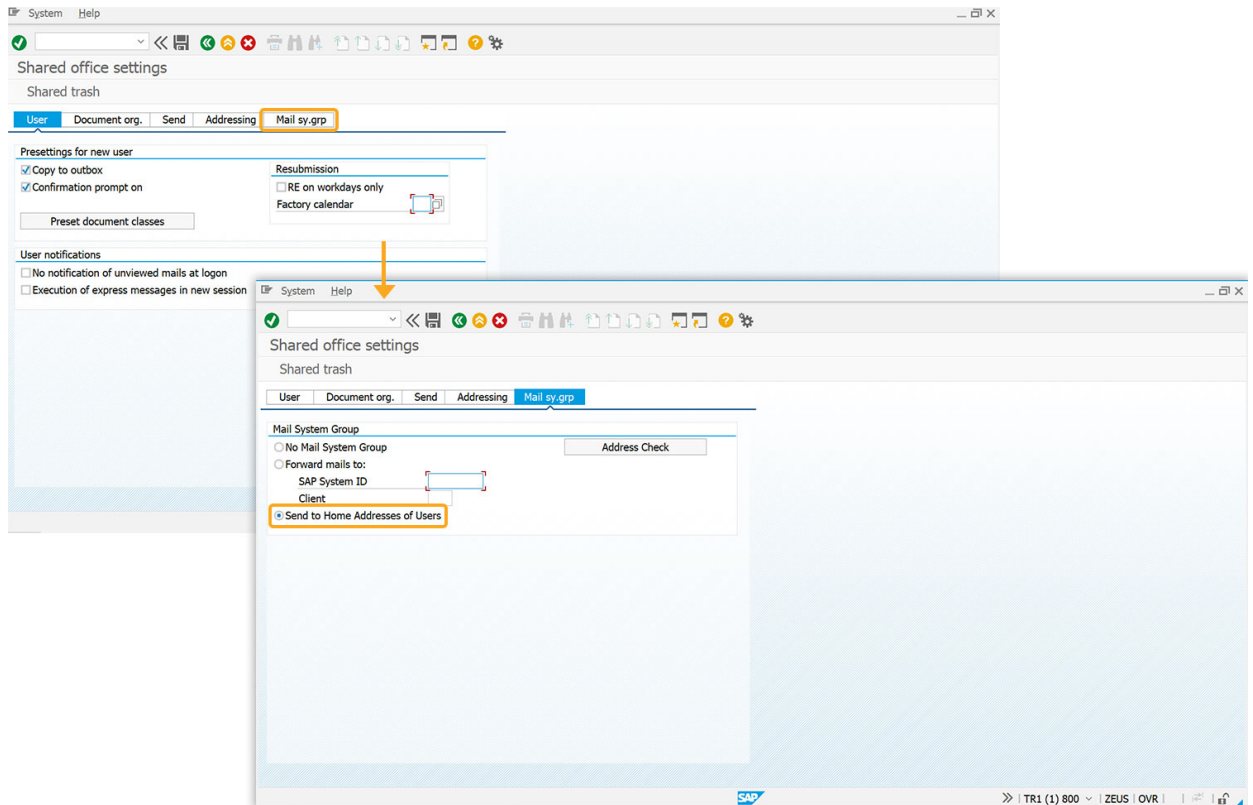 System Help
Shared office settings
Shared trash
User Document org. Send Addressing Mail sy.grp
Presettings for new user
Copy to outbox
Confirmation prompt on
Preset document classes
Resubmission
RE on workdays only
Factory calendar
User notifications
No notification of unviewed mails at logon
Execution of express messages in new session
System Help
Shared office settings
Shared trash
User Document org. Send Addressing Mail sy.grp
Mail System Group
No Mail System Group Address Check
Forward mails to:
SAP System ID
Client
Send to Home Addresses of Users
SAP TR1 (1) 800 ZEUS OVR